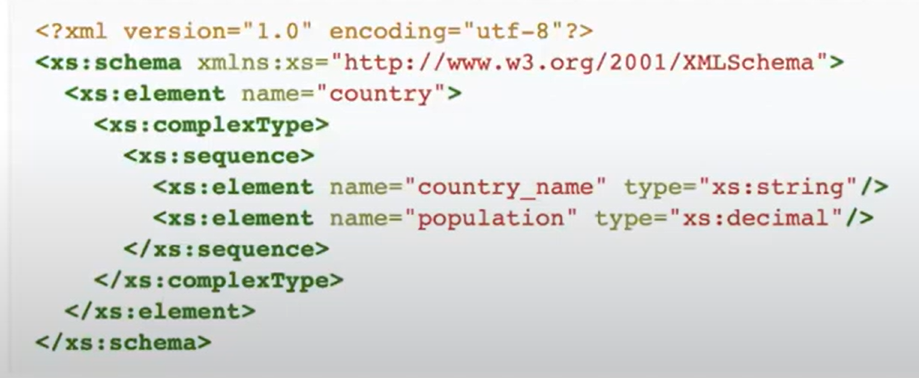 <?xml version="1.0" encoding="utf-8"?>
<xs:schema xmlns:xs="http://www.w3.org/2001/XMLSchema">
<xs:element name="country">
<xs:complexType>
<xs:sequence>
<xs:element name="country_name" type="xs:string"/>
<xs:element name="population" type="xs:decimal"/>
</xs:sequence>
</xs:complexType>
</xs:element>
</xs:schema>